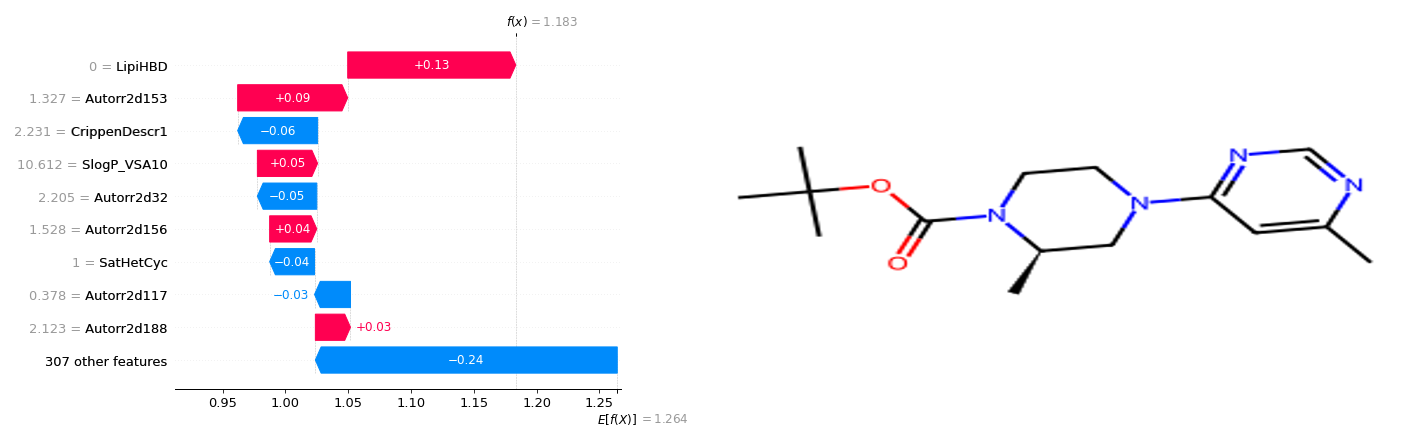 f(x) = 1.183
0 = LipiHBD
+0.13
1.327 = Autorr2d153
+0.09
2.231 = CrippenDescr1
−0.06
10.612 = SlogP_VSA10
+0.05
2.205 = Autorr2d32
−0.05
1.528 = Autorr2d156
+0.04
1 = SatHetCyc
−0.04
0.378 = Autorr2d117
−0.03
2.123 = Autorr2d188
+0.03
307 other features
−0.24
0.95 1.00 1.05 1.10 1.15 1.20 1.25
E[f(X)] = 1.264
N
N
O
N
N
O